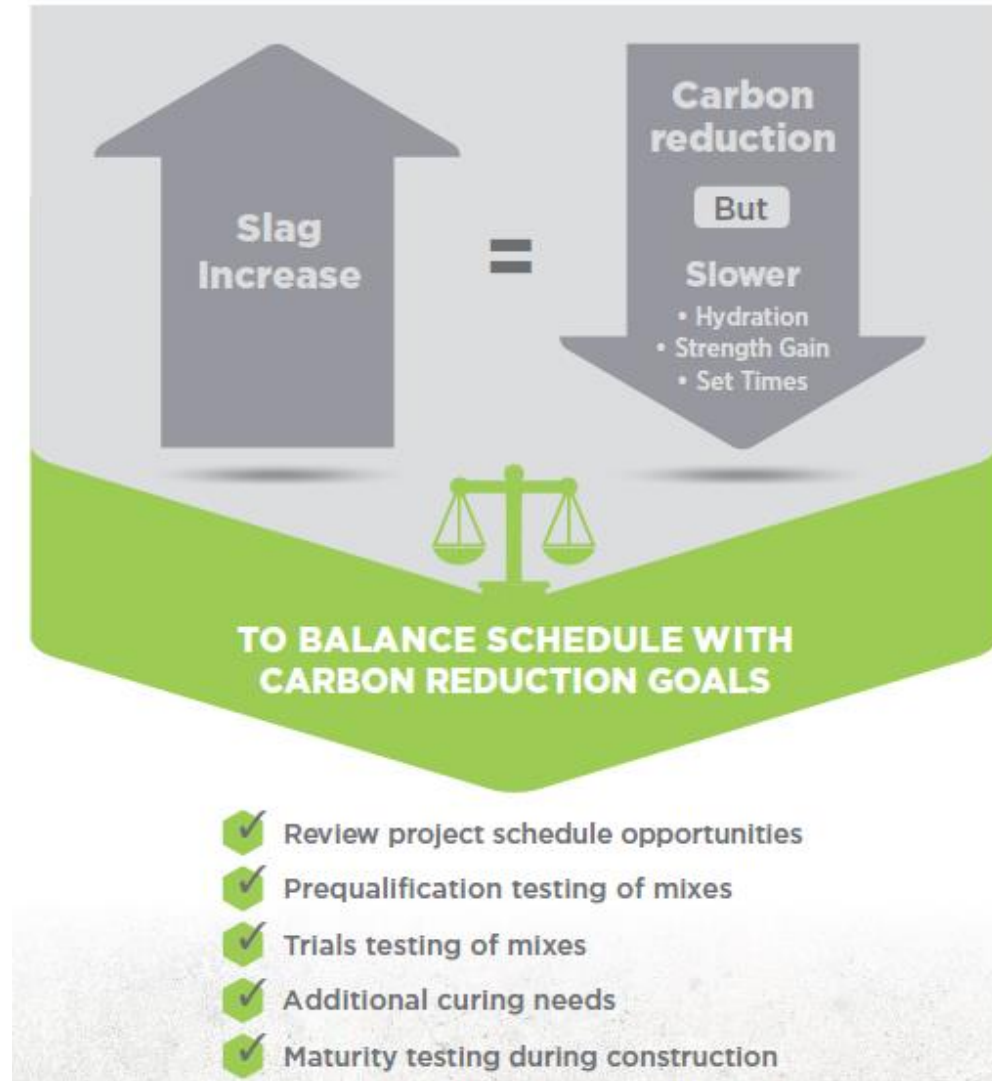 Slag
Increase
=
Carbon
reduction
But
Slower
• Hydration
• Strength Gain
• Set Times
TO BALANCE SCHEDULE WITH
CARBON REDUCTION GOALS
✓ Review project schedule opportunities
✓ Prequalification testing of mixes
✓ Trials testing of mixes
✓ Additional curing needs
✓ Maturity testing during construction